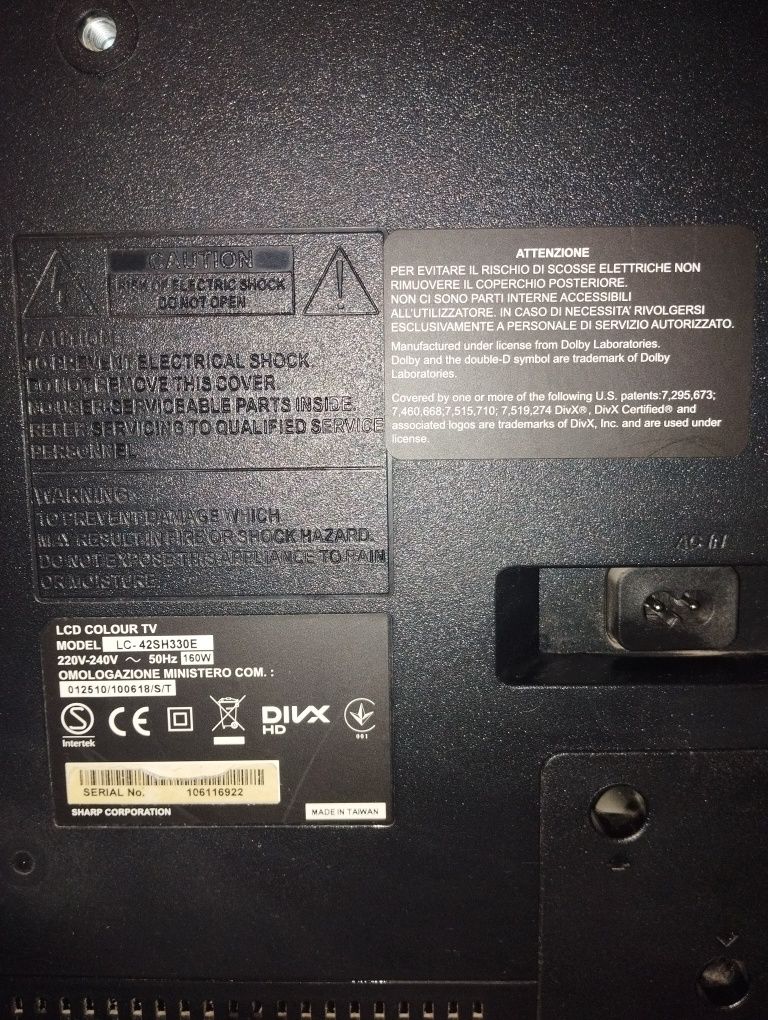 CAUTION
RISK OF ELECTRIC SHOCK
DO NOT OPEN
CAUTION:
TO PREVENT ELECTRICAL SHOCK
DO NOT REMOVE THIS COVER.
NO USER-SERVICEABLE PARTS INSIDE.
REFER SERVICING TO QUALIFIED SERVICE
PERSONNEL
WARNING:
TO PREVENT DAMAGE WHICH
MAY RESULT IN FIRE OR SHOCK HAZARD.
DO NOT EXPOSE THIS APPLIANCE TO RAIN
OR MOISTURE.
ATTENZIONE
PER EVITARE IL RISCHIO DI SCOSSE ELETTRICHE NON
RIMUOVERE IL COPERCHIO POSTERIORE.
NON CI SONO PARTI INTERNE ACCESSIBILI
ALL'UTILIZZATORE. IN CASO DI NECESSITA' RIVOLGERSI
ESCLUSIVAMENTE A PERSONALE DI SERVIZIO AUTORIZZATO.
Manufactured under license from Dolby Laboratories.
Dolby and the double-D symbol are trademark of Dolby
Laboratories.
Covered by one or more of the following U.S. patents:7,295,673;
7,460,668;7,515,710; 7,519,274 DivX®, DivX Certified® and
associated logos are trademarks of DivX, Inc. and are used under
license.
AC IN
LCD COLOUR TV
MODEL LC-42SH330E
220V-240V ~ 50Hz 160W
OMOLOGAZIONE MINISTERO COM. :
012510/100618/S/T
S Intertek
CE
DIVX HD
001
SERIAL No. 106116922
SHARP CORPORATION
MADE IN TAIWAN